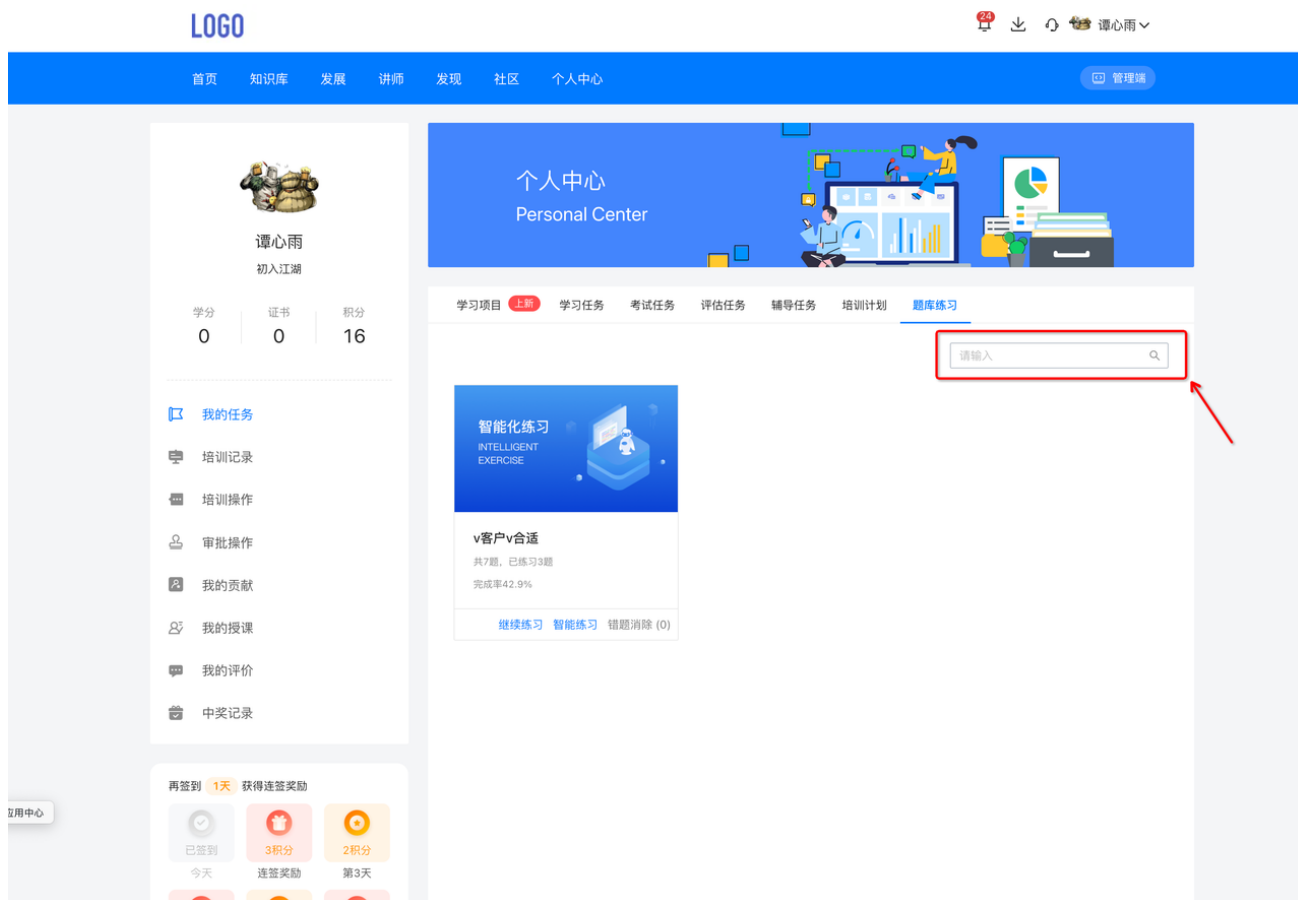 LOGO
24
谭心雨
首页 知识库 发展 讲师 发现 社区 个人中心 管理端
谭心雨
初入江湖
学分 证书 积分
0 0 16
我的任务
培训记录
培训操作
审批操作
我的贡献
我的授课
我的评价
中奖记录
再签到 1天 获得连签奖励
已签到 3积分 2积分
今天 连签奖励 第3天
应用中心
个人中心
Personal Center
学习项目 上新 学习任务 考试任务 评估任务 辅导任务 培训计划 题库练习
请输入
智能化练习
INTELLIGENT
EXERCISE
v客户v合适
共7题，已练习3题
完成率42.9%
继续练习 智能练习 错题消除 (0)